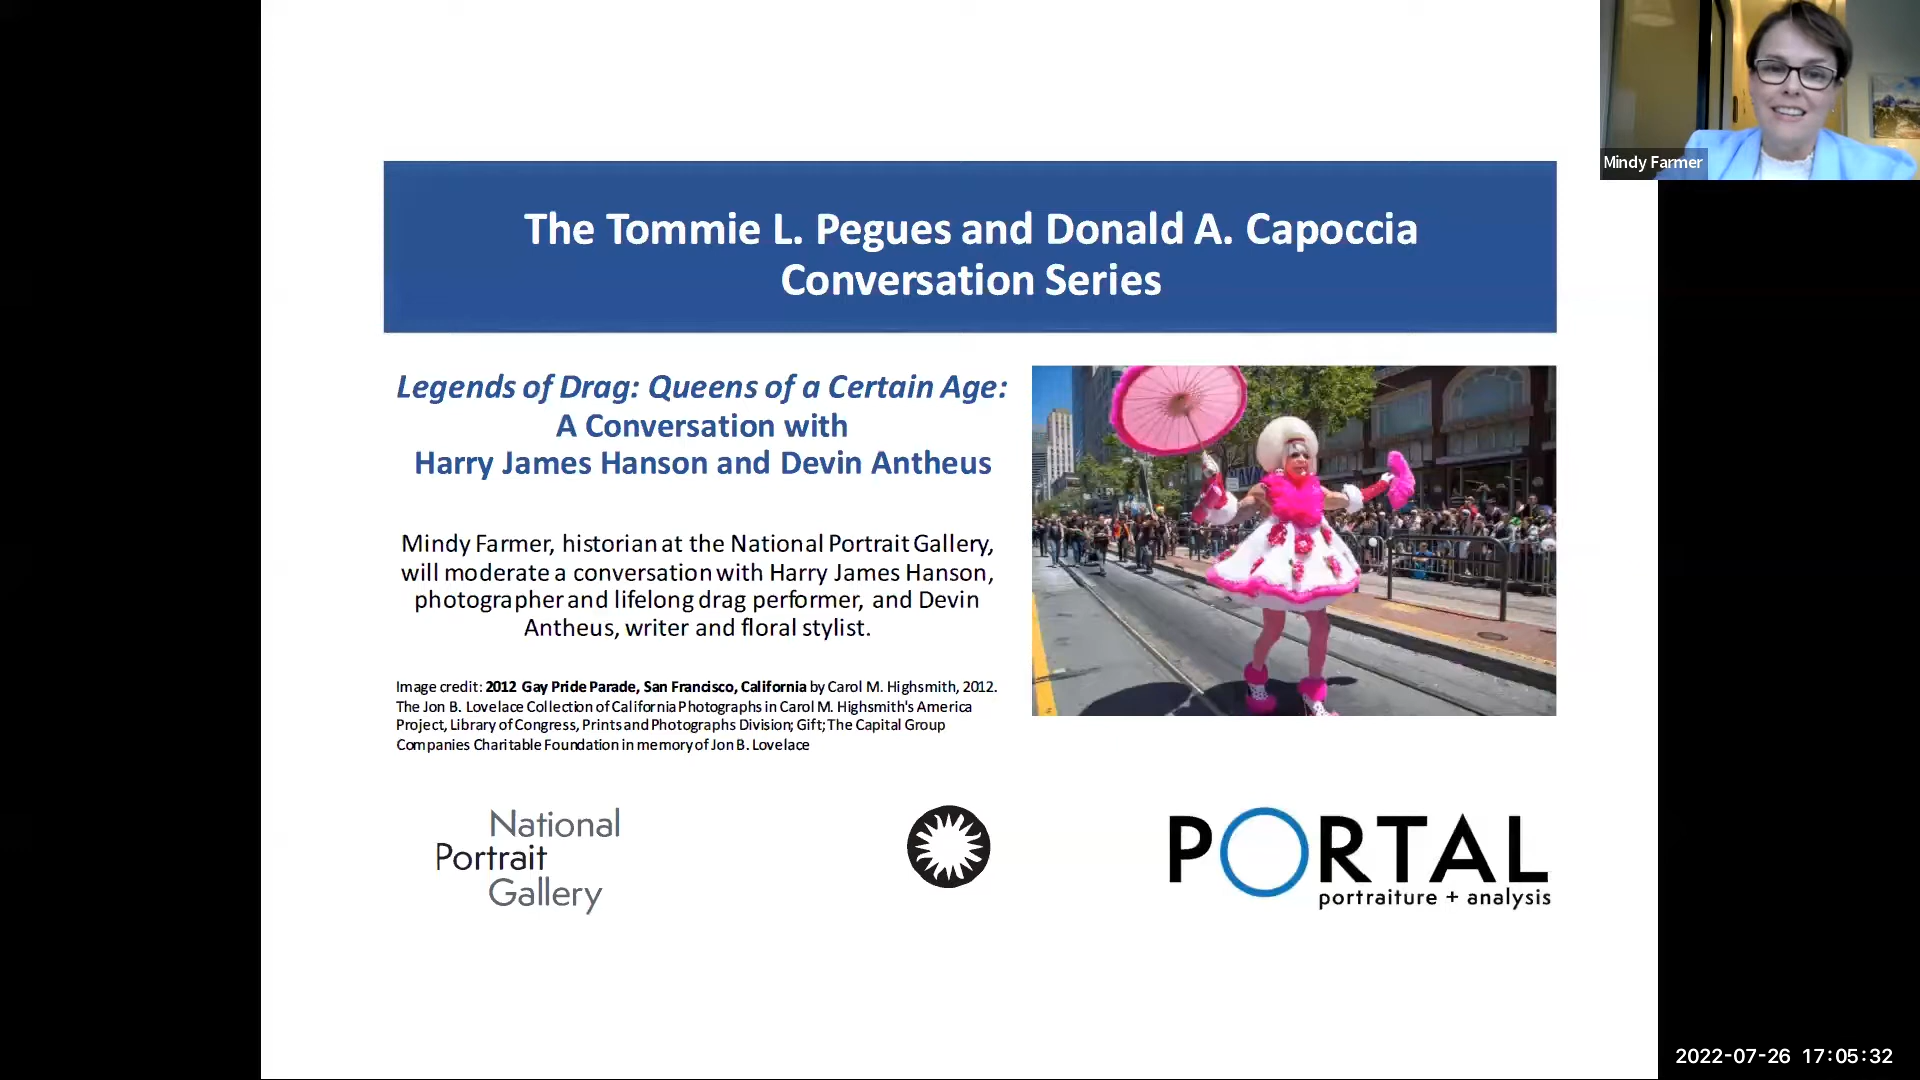 Mindy Farmer
The Tommie L. Pegues and Donald A. Capoccia
Conversation Series
Legends of Drag: Queens of a Certain Age:
A Conversation with
Harry James Hanson and Devin Antheus
Mindy Farmer, historian at the National Portrait Gallery,
will moderate a conversation with Harry James Hanson,
photographer and lifelong drag performer, and Devin
Antheus, writer and floral stylist.
Image credit: 2012 Gay Pride Parade, San Francisco, California by Carol M. Highsmith, 2012.
The Jon B. Lovelace Collection of California Photographs in Carol M. Highsmith's America
Project, Library of Congress, Prints and Photographs Division; Gift; The Capital Group
Companies Charitable Foundation in memory of Jon B. Lovelace
National
Portrait
Gallery
PORTAL
portraiture + analysis
2022-07-26 17:05:32